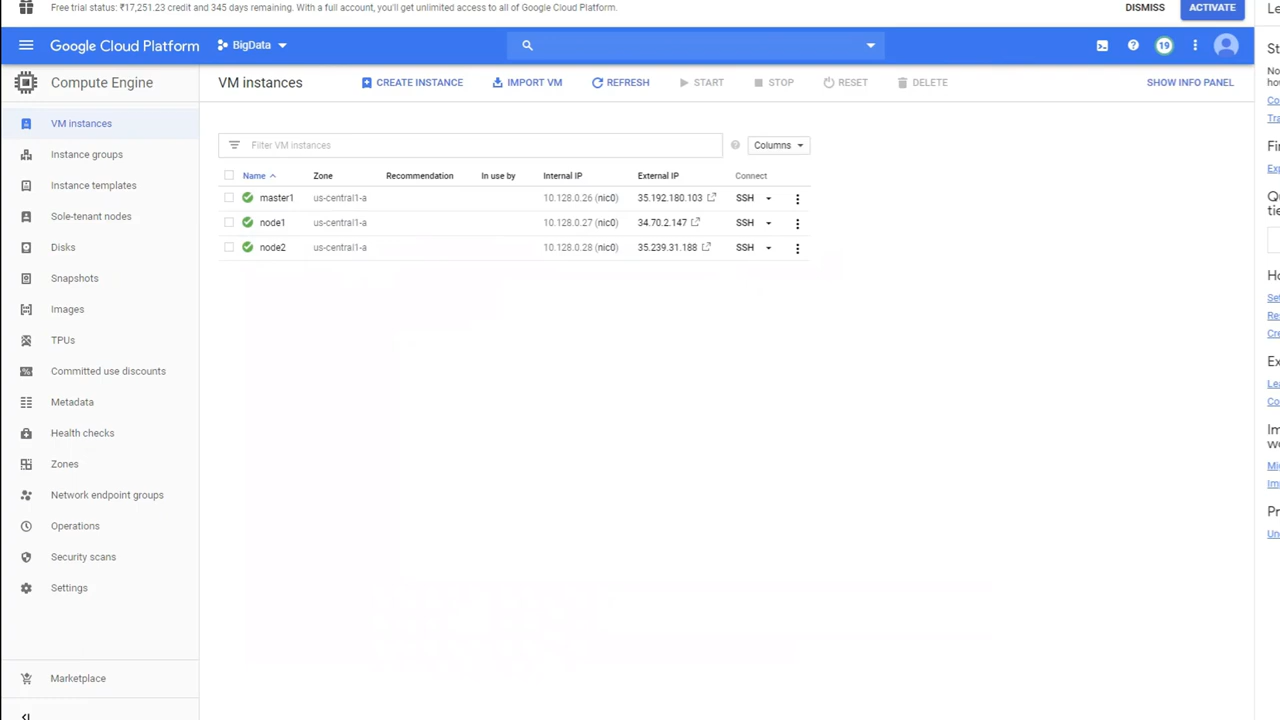 Free trial status: ₹17,251.23 credit and 345 days remaining. With a full account, you'll get unlimited access to all of Google Cloud Platform.
DISMISS
ACTIVATE
Google Cloud Platform
BigData
19
Compute Engine
VM instances
CREATE INSTANCE
IMPORT VM
REFRESH
START
STOP
RESET
DELETE
SHOW INFO PANEL
VM instances
Instance groups
Instance templates
Sole-tenant nodes
Disks
Snapshots
Images
TPUs
Committed use discounts
Metadata
Health checks
Zones
Network endpoint groups
Operations
Security scans
Settings
Marketplace
Filter VM instances
Columns
Name Zone Recommendation In use by Internal IP External IP Connect
master1 us-central1-a 10.128.0.26 (nic0) 35.192.180.103 SSH
node1 us-central1-a 10.128.0.27 (nic0) 34.70.2.147 SSH
node2 us-central1-a 10.128.0.28 (nic0) 35.239.31.188 SSH